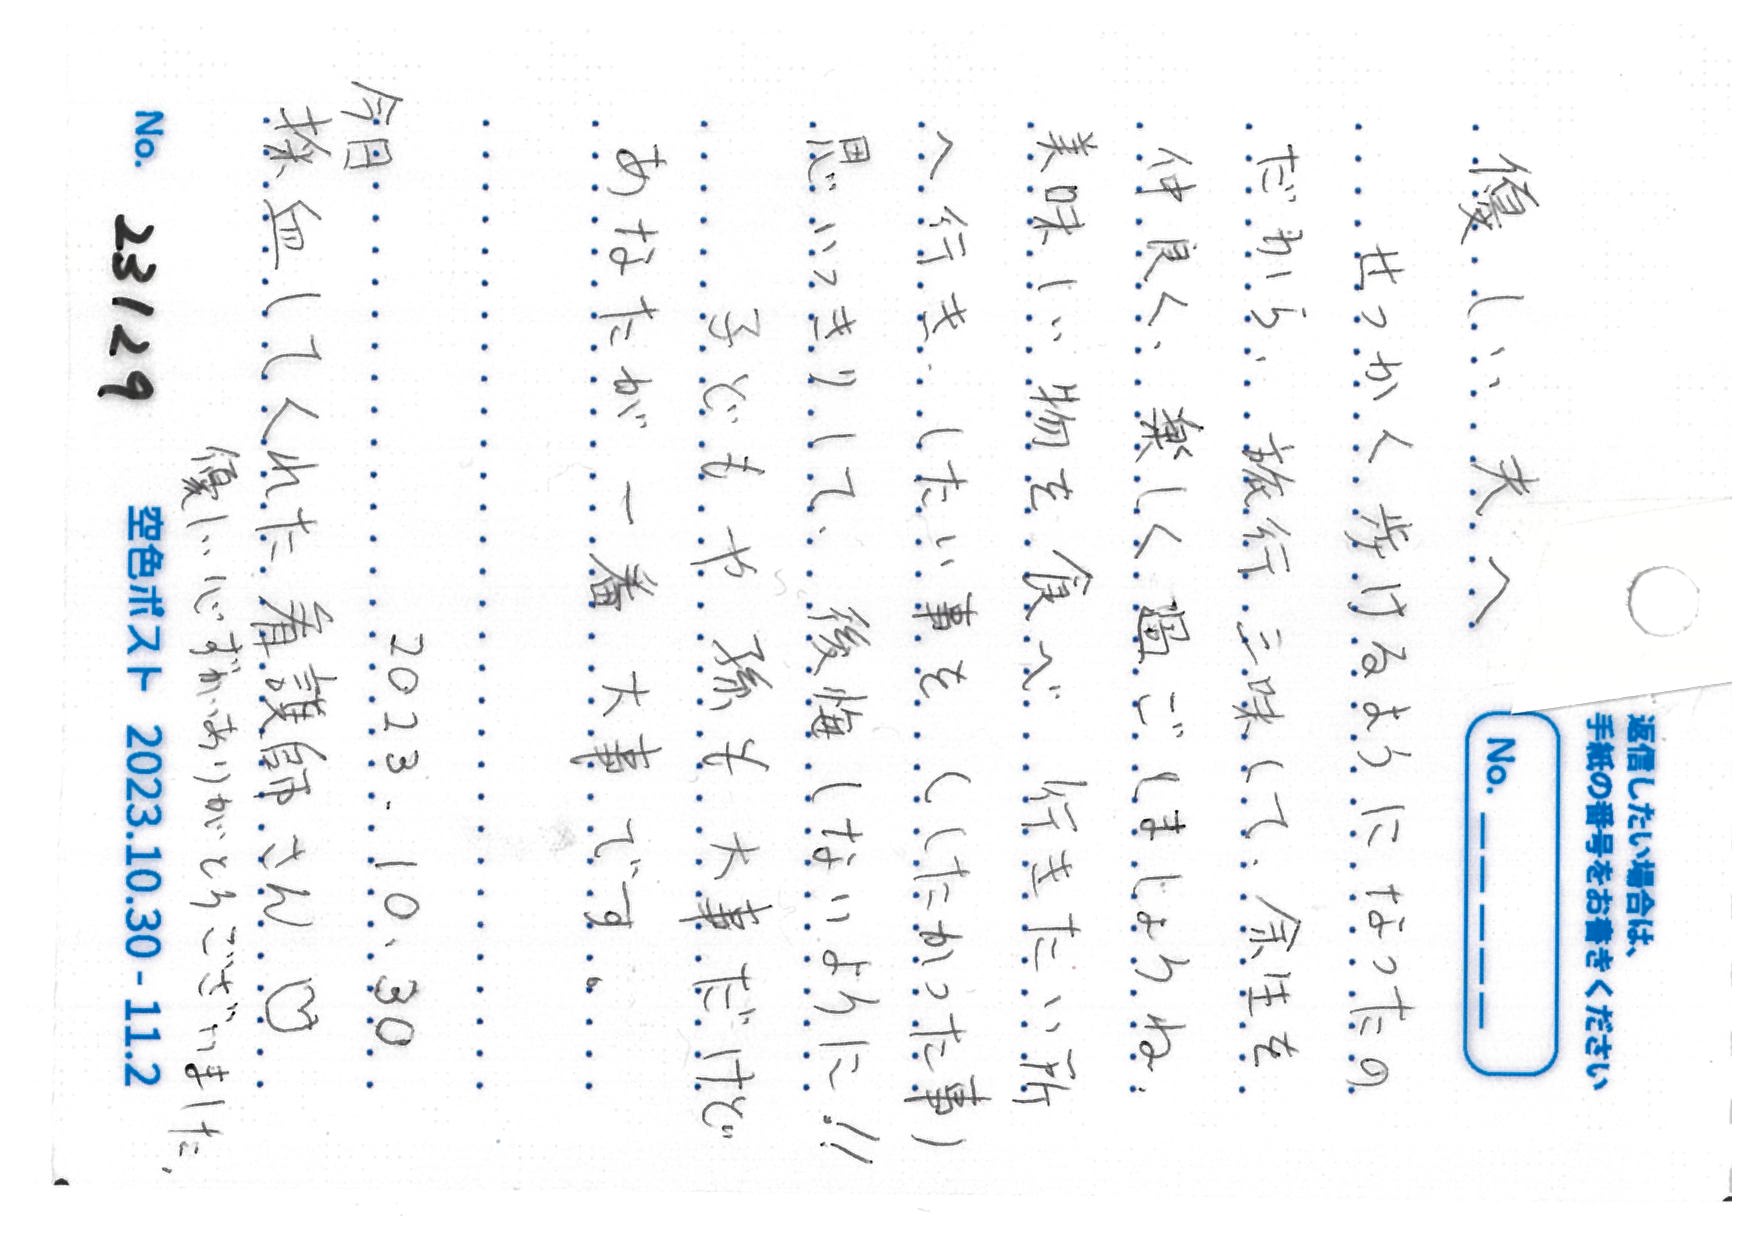 返信したい場合は、
手紙の番号をお書きください
No. _ _ _ _ _
優しい夫へ
せっかく歩けるようになったの
だから、旅行三昧して、余生を
仲良く、楽しく過ごしましょうね。
美味しい物を食べ 行きたい所
へ行き、したい事を(したかった事)
思いっきりして、後悔しないように!!
子どもや孫も大事だけど
あなたが一番大事です。
2023.10.30
今日
採血してくれた看護師さん♡
優しい心ずかいありがとうございました。
No. 23129
空色ポスト 2023.10.30 - 11.2